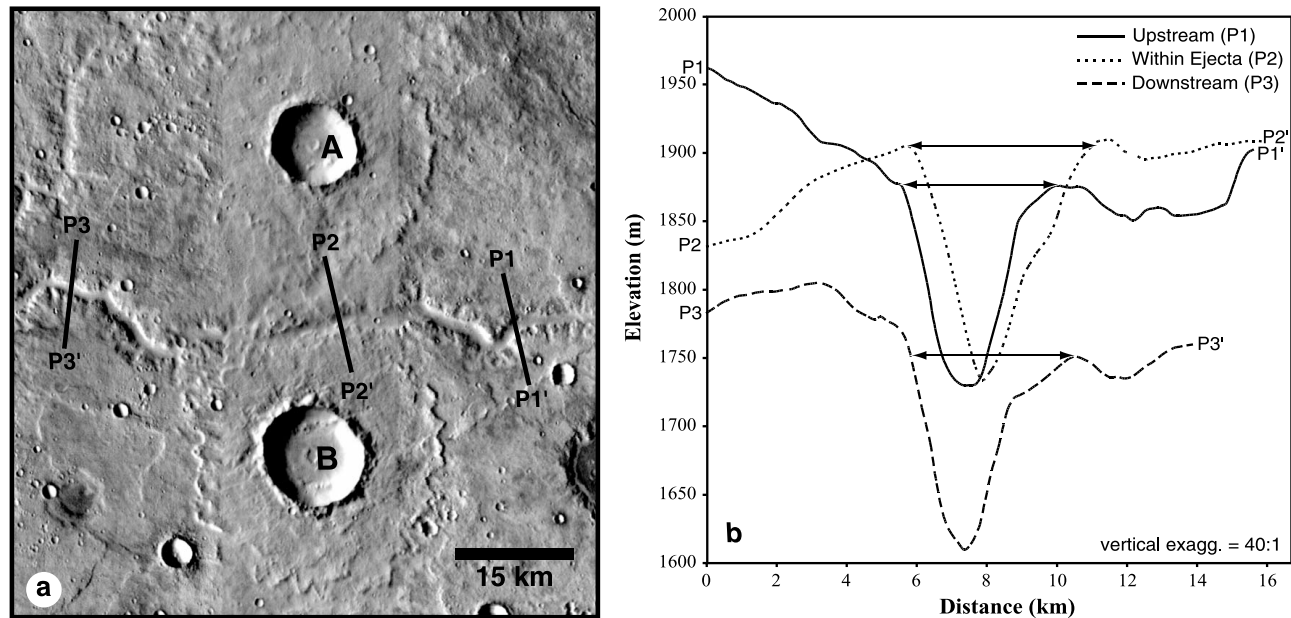 A
P3
P2
P1
P3'
P2'
P1'
B
15 km
a
2000
1950
1900
1850
1800
1750
1700
1650
1600
Elevation (m)
Upstream (P1)
Within Ejecta (P2)
Downstream (P3)
P1
P2'
P1'
P2
P3
P3'
b
vertical exagg. = 40:1
0
2
4
6
8
10
12
14
16
Distance (km)